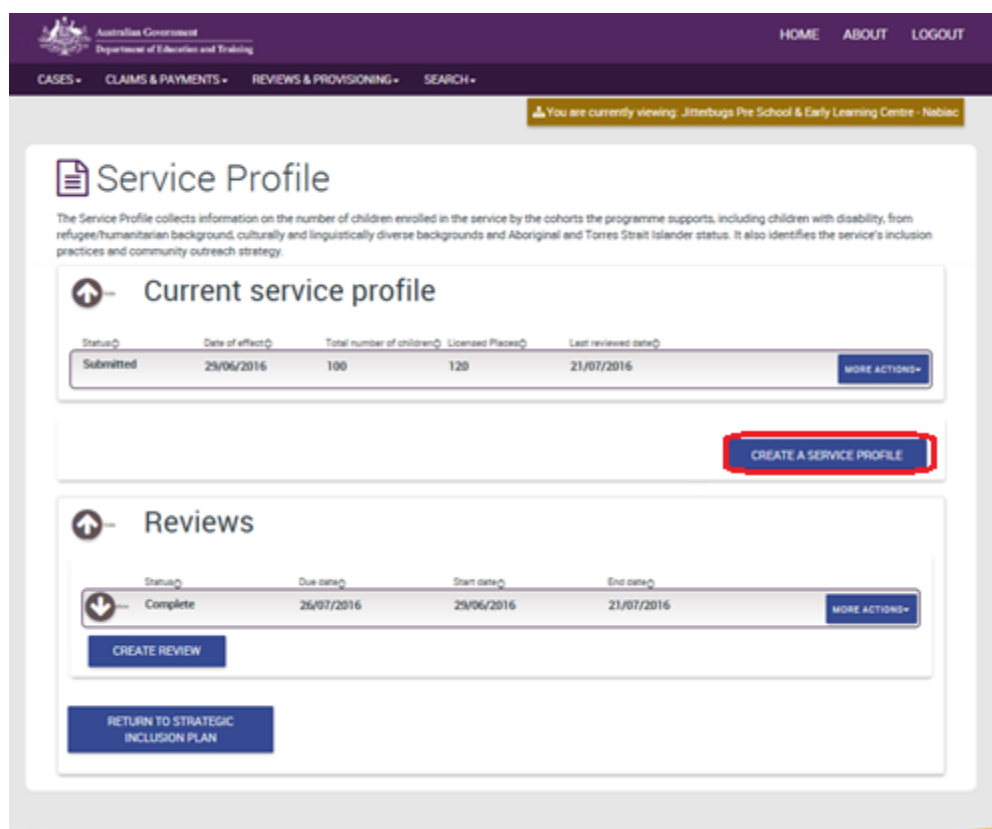 Australian Government
Department of Education and Training
HOME ABOUT LOGOUT
CASES CLAIMS & PAYMENTS REVIEWS & PROVISIONING SEARCH
You are currently viewing: Jitterbugs Pre School & Early Learning Centre - Nabiac
Service Profile
The Service Profile collects information on the number of children enrolled in the service by the cohorts the programme supports, including children with disability, from
refugee/humanitarian background, culturally and linguistically diverse backgrounds and Aboriginal and Torres Strait Islander status. It also identifies the service's inclusion
practices and community outreach strategy.
Current service profile
Status Date of effect Total number of children Licensed Places Last reviewed date
Submitted 29/06/2016 100 120 21/07/2016 MORE ACTIONS
CREATE A SERVICE PROFILE
Reviews
Status Due date Start date End date
Complete 26/07/2016 29/06/2016 21/07/2016 MORE ACTIONS
CREATE REVIEW
RETURN TO STRATEGIC
INCLUSION PLAN